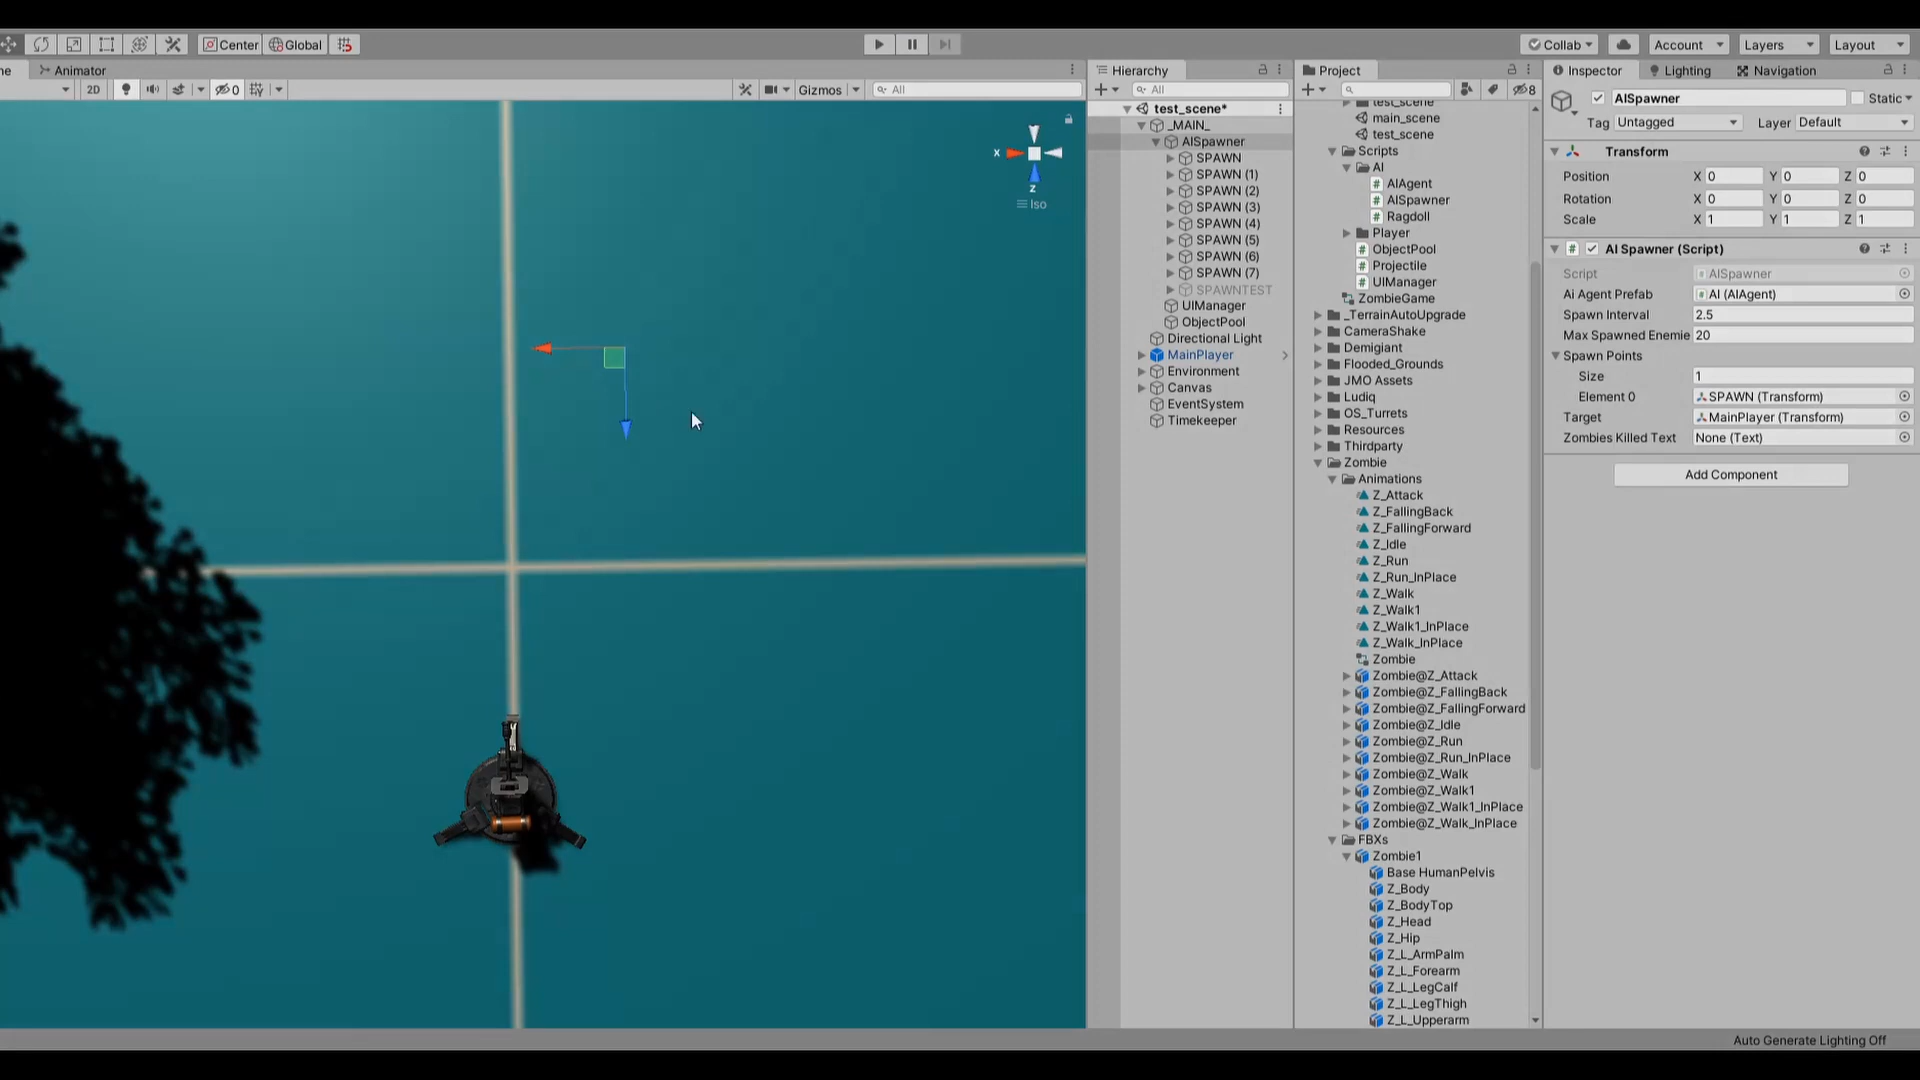 Center
Global
Collab
Account
Layers
Layout
ne
Animator
2D
0
Gizmos
All
x
z
Iso
Hierarchy
All
test_scene*
_MAIN_
AISpawner
SPAWN
SPAWN (1)
SPAWN (2)
SPAWN (3)
SPAWN (4)
SPAWN (5)
SPAWN (6)
SPAWN (7)
SPAWNTEST
UIManager
ObjectPool
Directional Light
MainPlayer
Environment
Canvas
EventSystem
Timekeeper
Project
8
test_scene
main_scene
test_scene
Scripts
AI
AIAgent
AISpawner
Ragdoll
Player
ObjectPool
Projectile
UIManager
ZombieGame
_TerrainAutoUpgrade
CameraShake
Demigiant
Flooded_Grounds
JMO Assets
Ludiq
OS_Turrets
Resources
Thirdparty
Zombie
Animations
Z_Attack
Z_FallingBack
Z_FallingForward
Z_Idle
Z_Run
Z_Run_InPlace
Z_Walk
Z_Walk1
Z_Walk1_InPlace
Z_Walk_InPlace
Zombie
Zombie@Z_Attack
Zombie@Z_FallingBack
Zombie@Z_FallingForward
Zombie@Z_Idle
Zombie@Z_Run
Zombie@Z_Run_InPlace
Zombie@Z_Walk
Zombie@Z_Walk1
Zombie@Z_Walk1_InPlace
Zombie@Z_Walk_InPlace
FBXs
Zombie1
Base HumanPelvis
Z_Body
Z_BodyTop
Z_Head
Z_Hip
Z_L_ArmPalm
Z_L_Forearm
Z_L_LegCalf
Z_L_LegThigh
Z_L_Upperarm
Inspector
Lighting
Navigation
AISpawner
Static
Tag Untagged
Layer Default
Transform
Position X 0 Y 0 Z 0
Rotation X 0 Y 0 Z 0
Scale X 1 Y 1 Z 1
AI Spawner (Script)
Script AISpawner
Ai Agent Prefab AI (AIAgent)
Spawn Interval 2.5
Max Spawned Enemie 20
Spawn Points
Size 1
Element 0 SPAWN (Transform)
Target MainPlayer (Transform)
Zombies Killed Text None (Text)
Add Component
Auto Generate Lighting Off